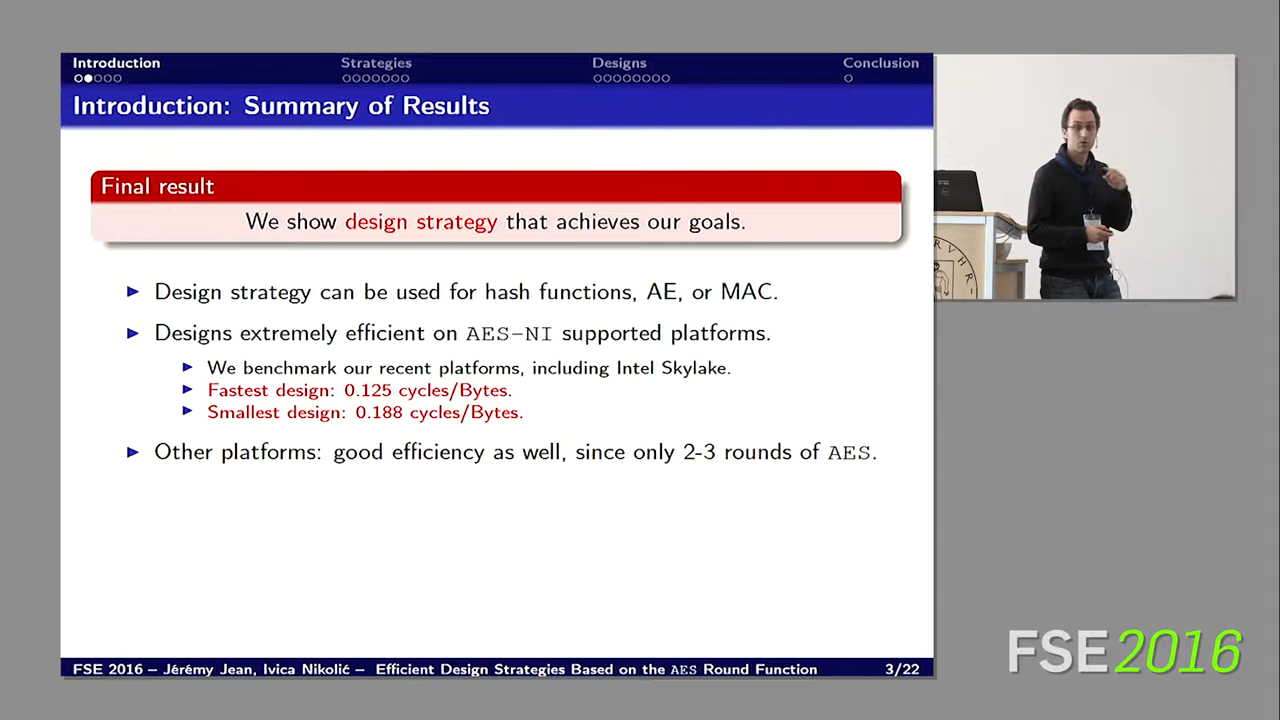 Introduction Strategies Designs Conclusion
Introduction: Summary of Results
Final result
We show design strategy that achieves our goals.
Design strategy can be used for hash functions, AE, or MAC.
Designs extremely efficient on AES-NI supported platforms.
We benchmark our recent platforms, including Intel Skylake.
Fastest design: 0.125 cycles/Bytes.
Smallest design: 0.188 cycles/Bytes.
Other platforms: good efficiency as well, since only 2-3 rounds of AES.
FSE 2016 – Jérémy Jean, Ivica Nikolić – Efficient Design Strategies Based on the AES Round Function 3/22
FSE2016